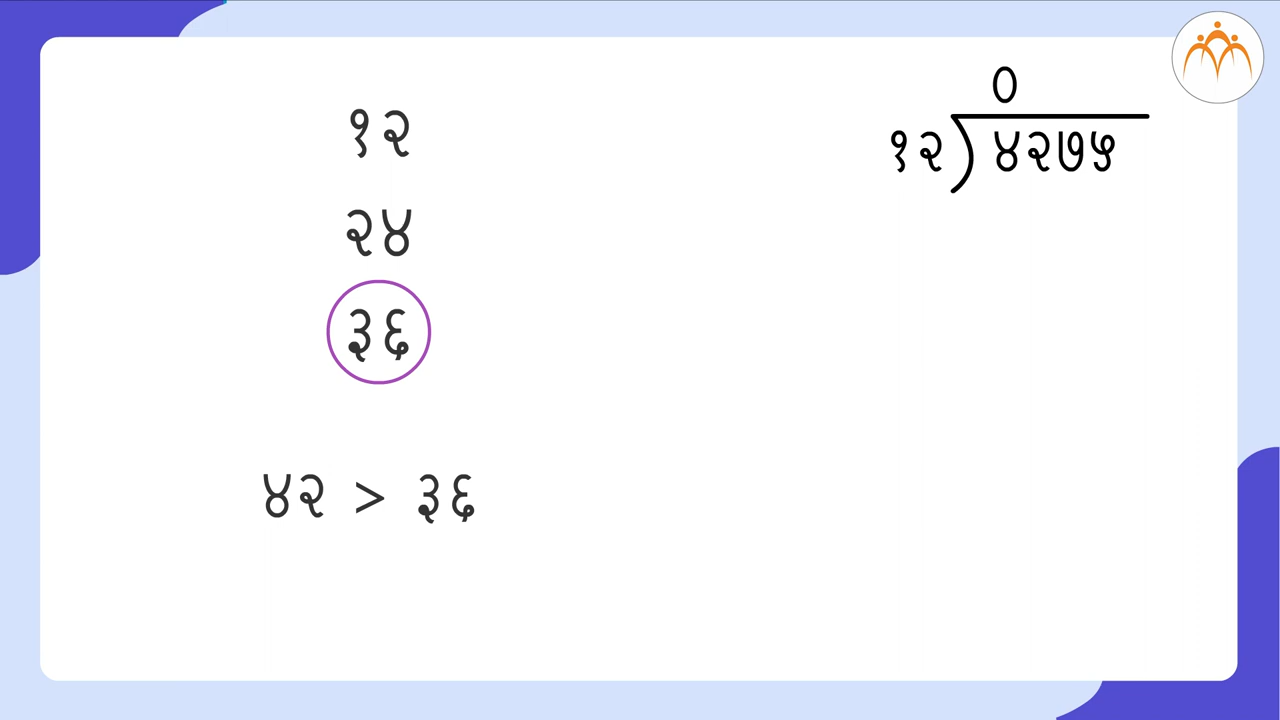 १२
२४
३६
४२ > ३६
०
१२ ) ४२७५